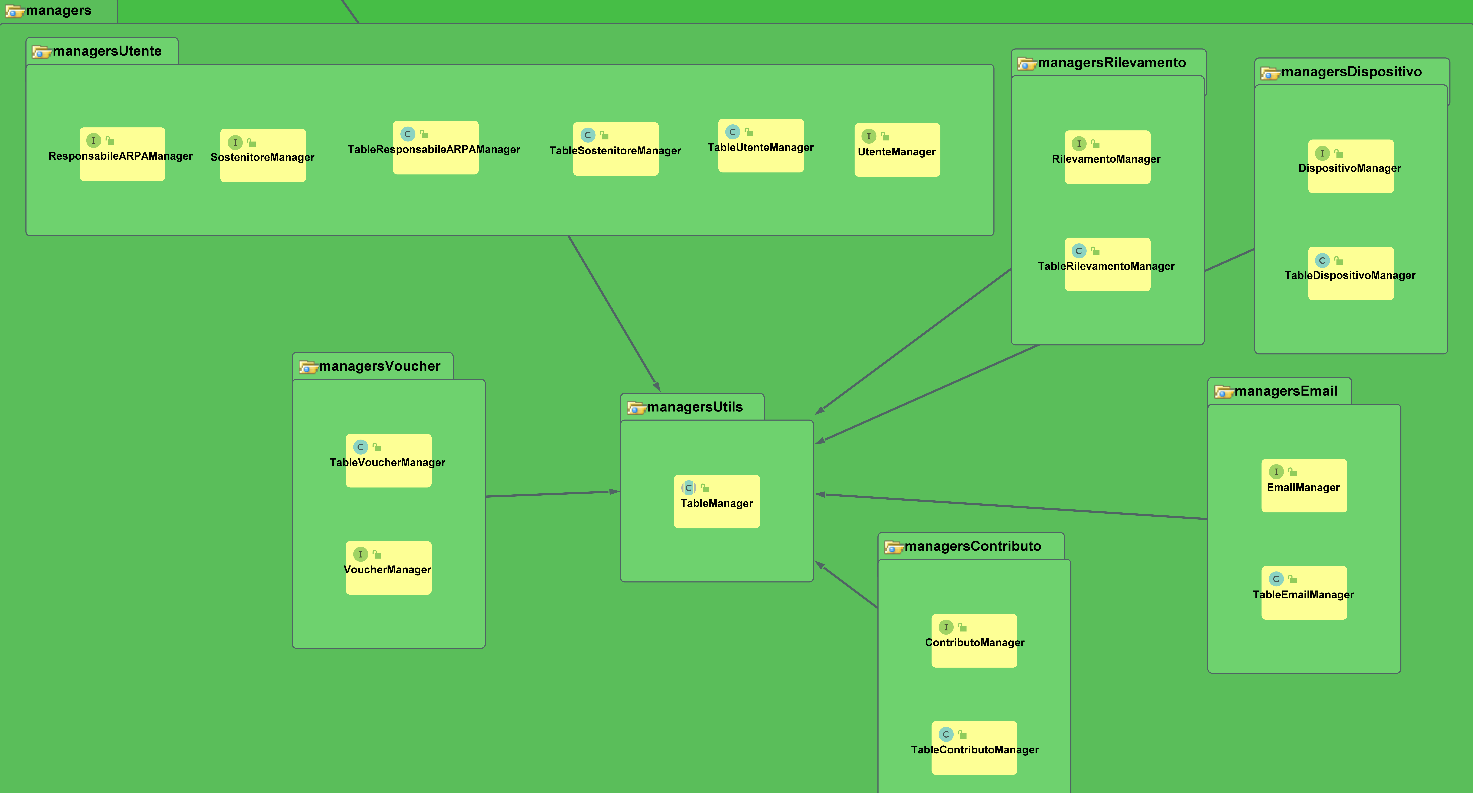 managers
managersUtente
ResponsabileARPAManager
SostenitoreManager
TableResponsabileARPAManager
TableSostenitoreManager
TableUtenteManager
UtenteManager
managersRilevamento
RilevamentoManager
TableRilevamentoManager
managersDispositivo
DispositivoManager
TableDispositivoManager
managersVoucher
TableVoucherManager
VoucherManager
managersUtils
TableManager
managersEmail
EmailManager
TableEmailManager
managersContributo
ContributoManager
TableContributoManager